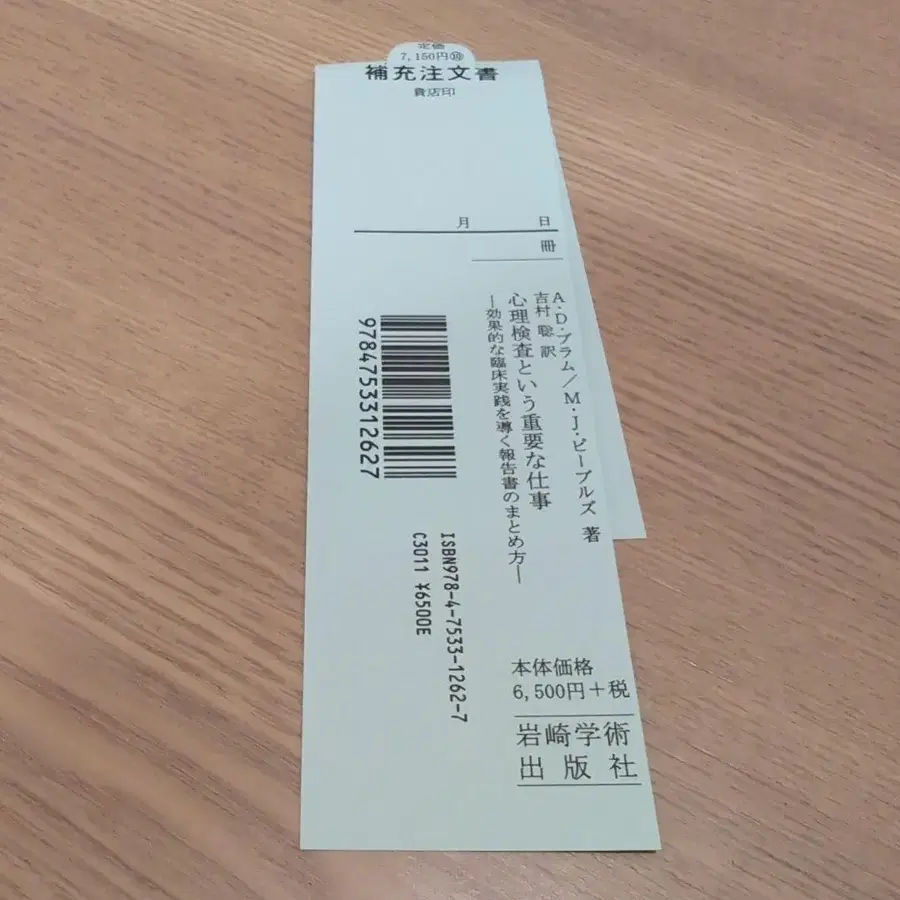 定価
7,150円⑩
補充注文書
貴店印
月 日
冊
A・D・ブラム／M・J・ピープルズ 著
吉村 聡 訳
心理検査という重要な仕事
―効果的な臨床実践を導く報告書のまとめ方―
9784753312627
ISBN978-4-7533-1262-7
C3011 ¥6500E
本体価格
6,500円＋税
岩崎学術
出版社